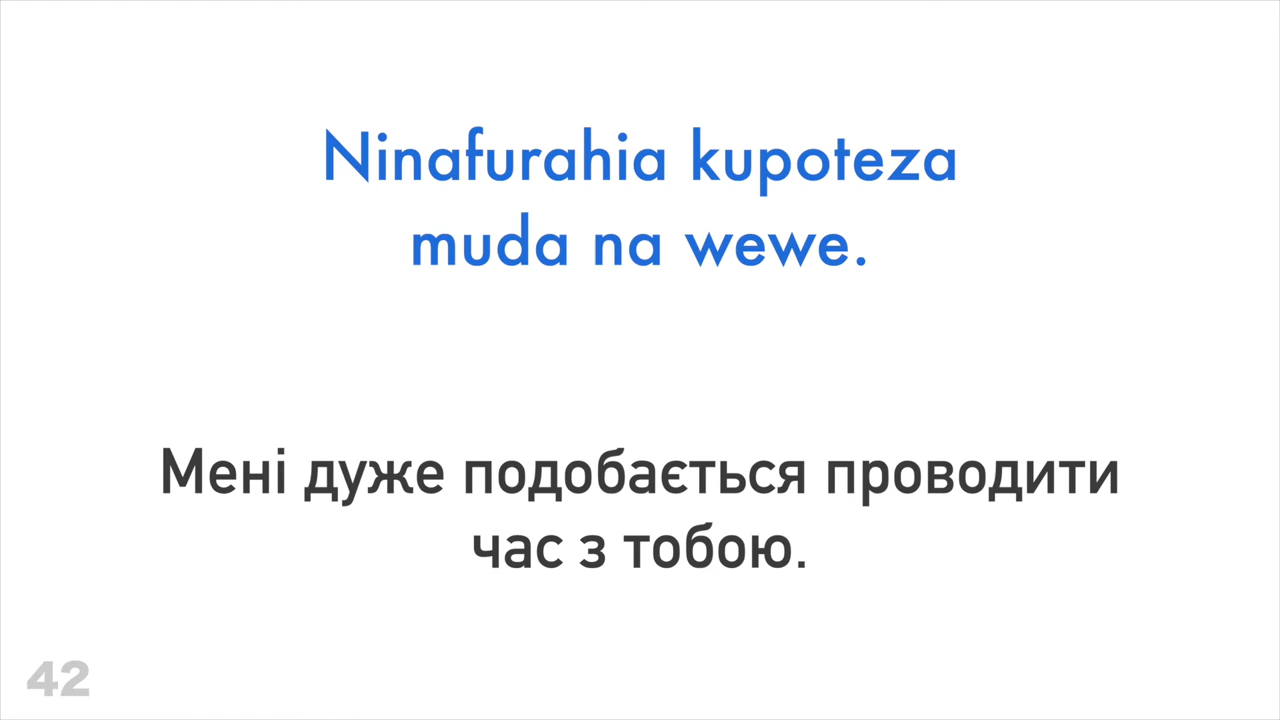 Ninafurahia kupoteza
muda na wewe.
Мені дуже подобається проводити
час з тобою.
42